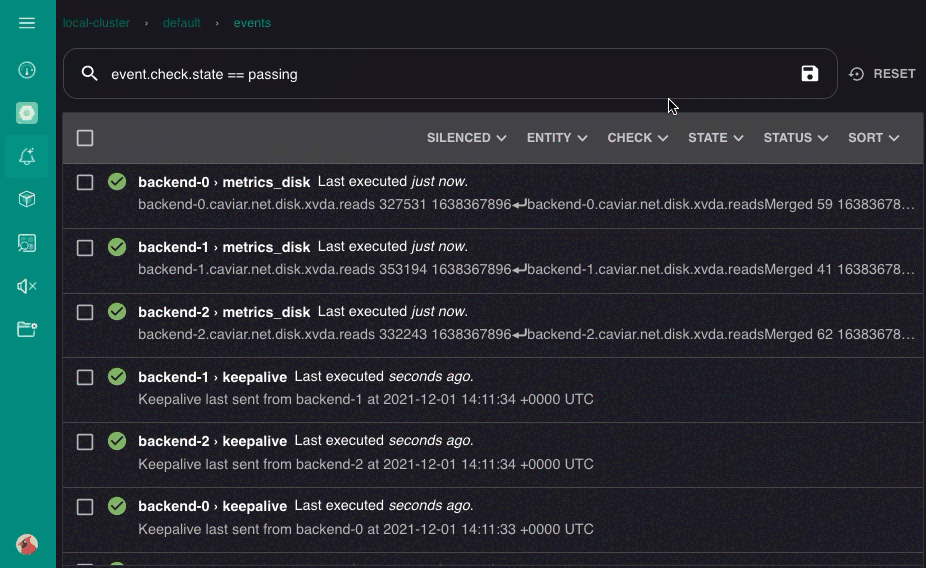 local-cluster › default › events
event.check.state == passing
RESET
SILENCED ENTITY CHECK STATE STATUS SORT
backend-0 › metrics_disk Last executed just now.
backend-0.caviar.net.disk.xvda.reads 327531 1638367896↵backend-0.caviar.net.disk.xvda.readsMerged 59 16383678…
backend-1 › metrics_disk Last executed just now.
backend-1.caviar.net.disk.xvda.reads 353194 1638367896↵backend-1.caviar.net.disk.xvda.readsMerged 41 16383678…
backend-2 › metrics_disk Last executed just now.
backend-2.caviar.net.disk.xvda.reads 332243 1638367896↵backend-2.caviar.net.disk.xvda.readsMerged 62 16383678…
backend-1 › keepalive Last executed seconds ago.
Keepalive last sent from backend-1 at 2021-12-01 14:11:34 +0000 UTC
backend-2 › keepalive Last executed seconds ago.
Keepalive last sent from backend-2 at 2021-12-01 14:11:34 +0000 UTC
backend-0 › keepalive Last executed seconds ago.
Keepalive last sent from backend-0 at 2021-12-01 14:11:33 +0000 UTC